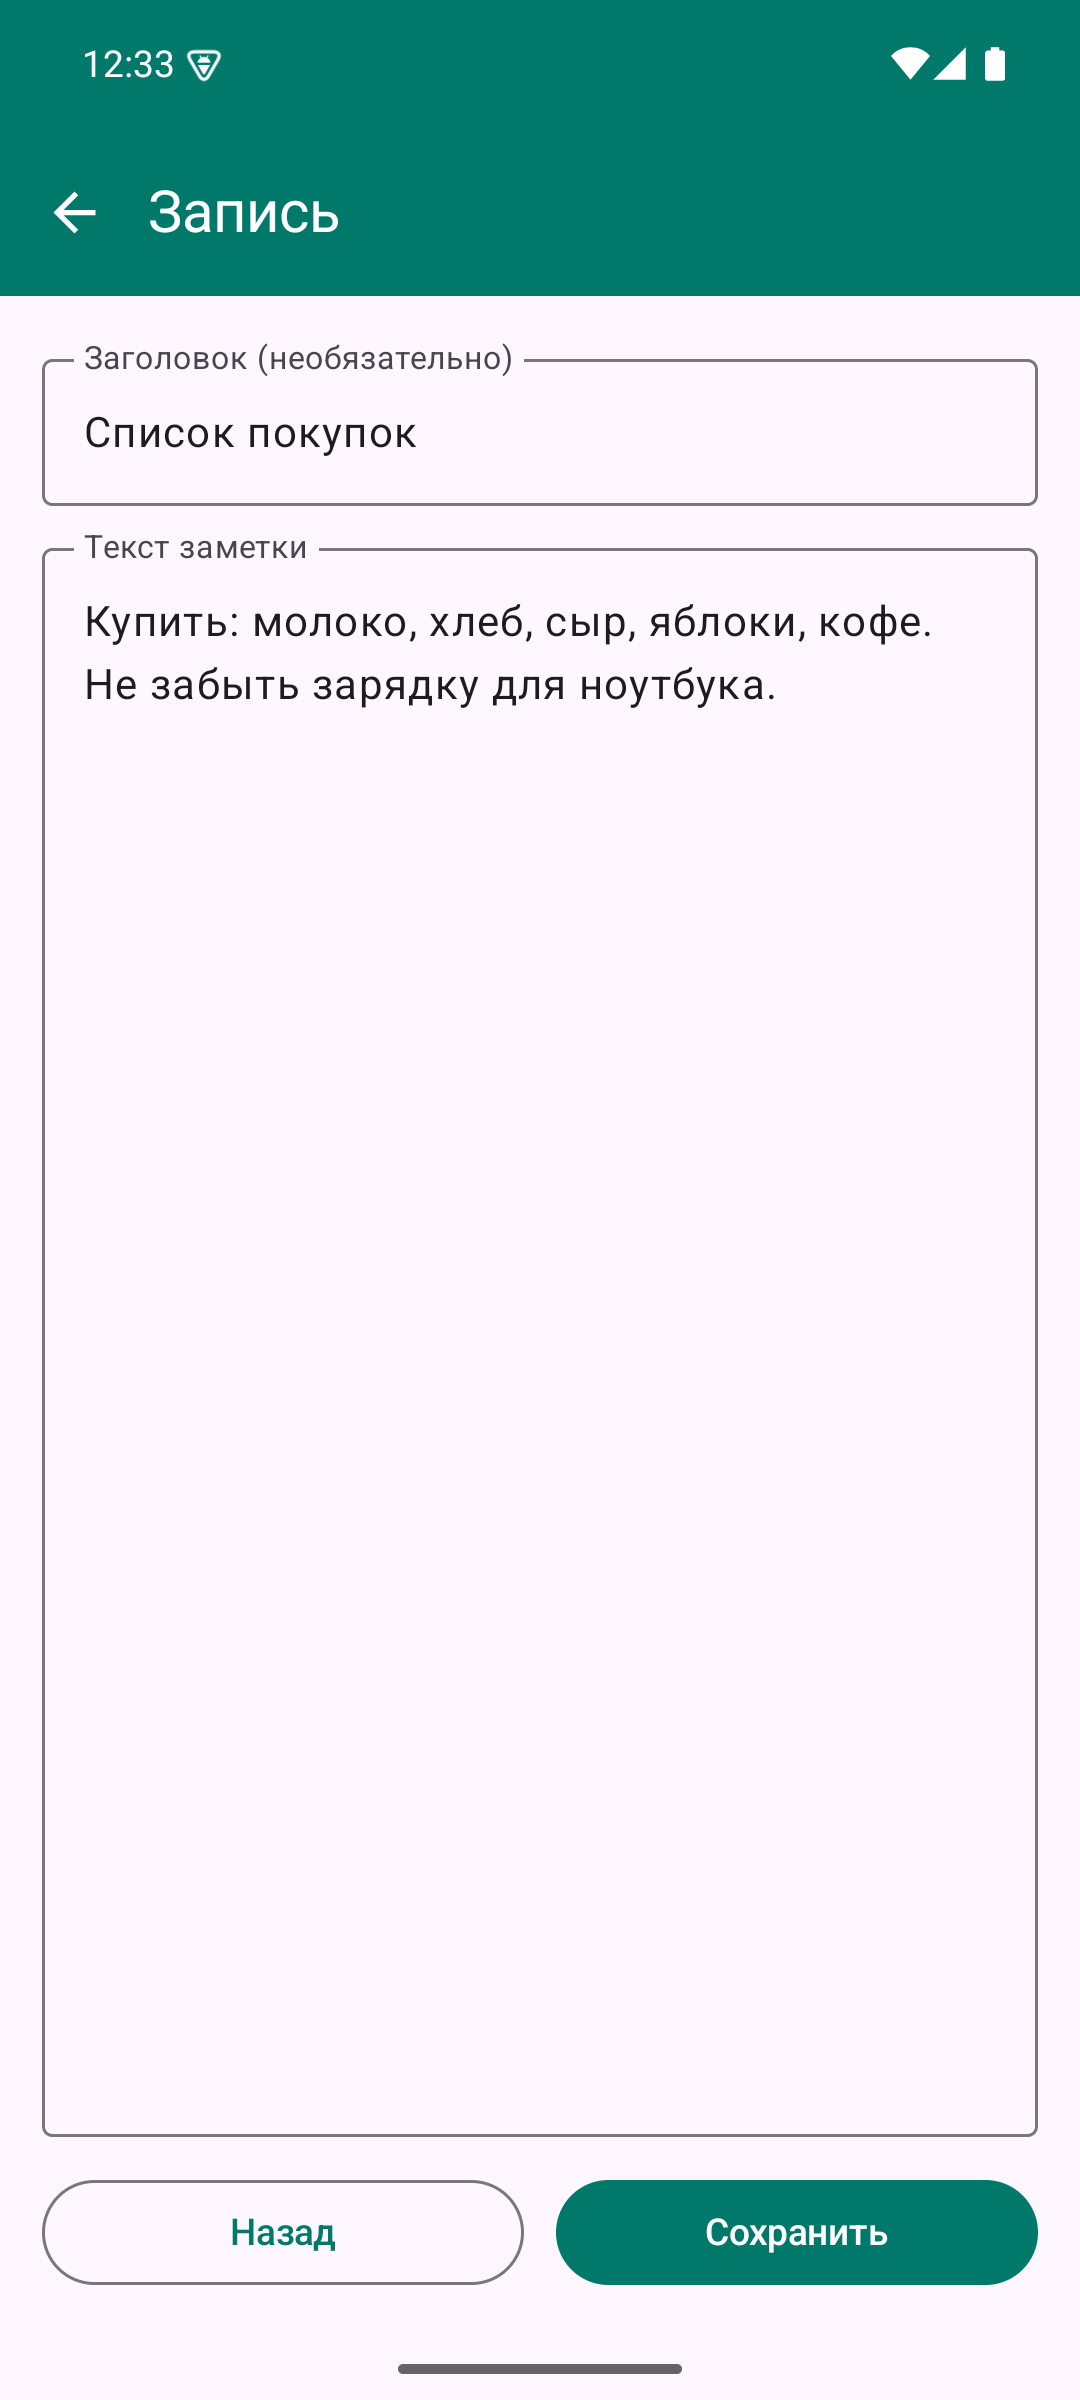 12:33
Запись
Заголовок (необязательно)
Список покупок
Текст заметки
Купить: молоко, хлеб, сыр, яблоки, кофе.
Не забыть зарядку для ноутбука.
Назад
Сохранить